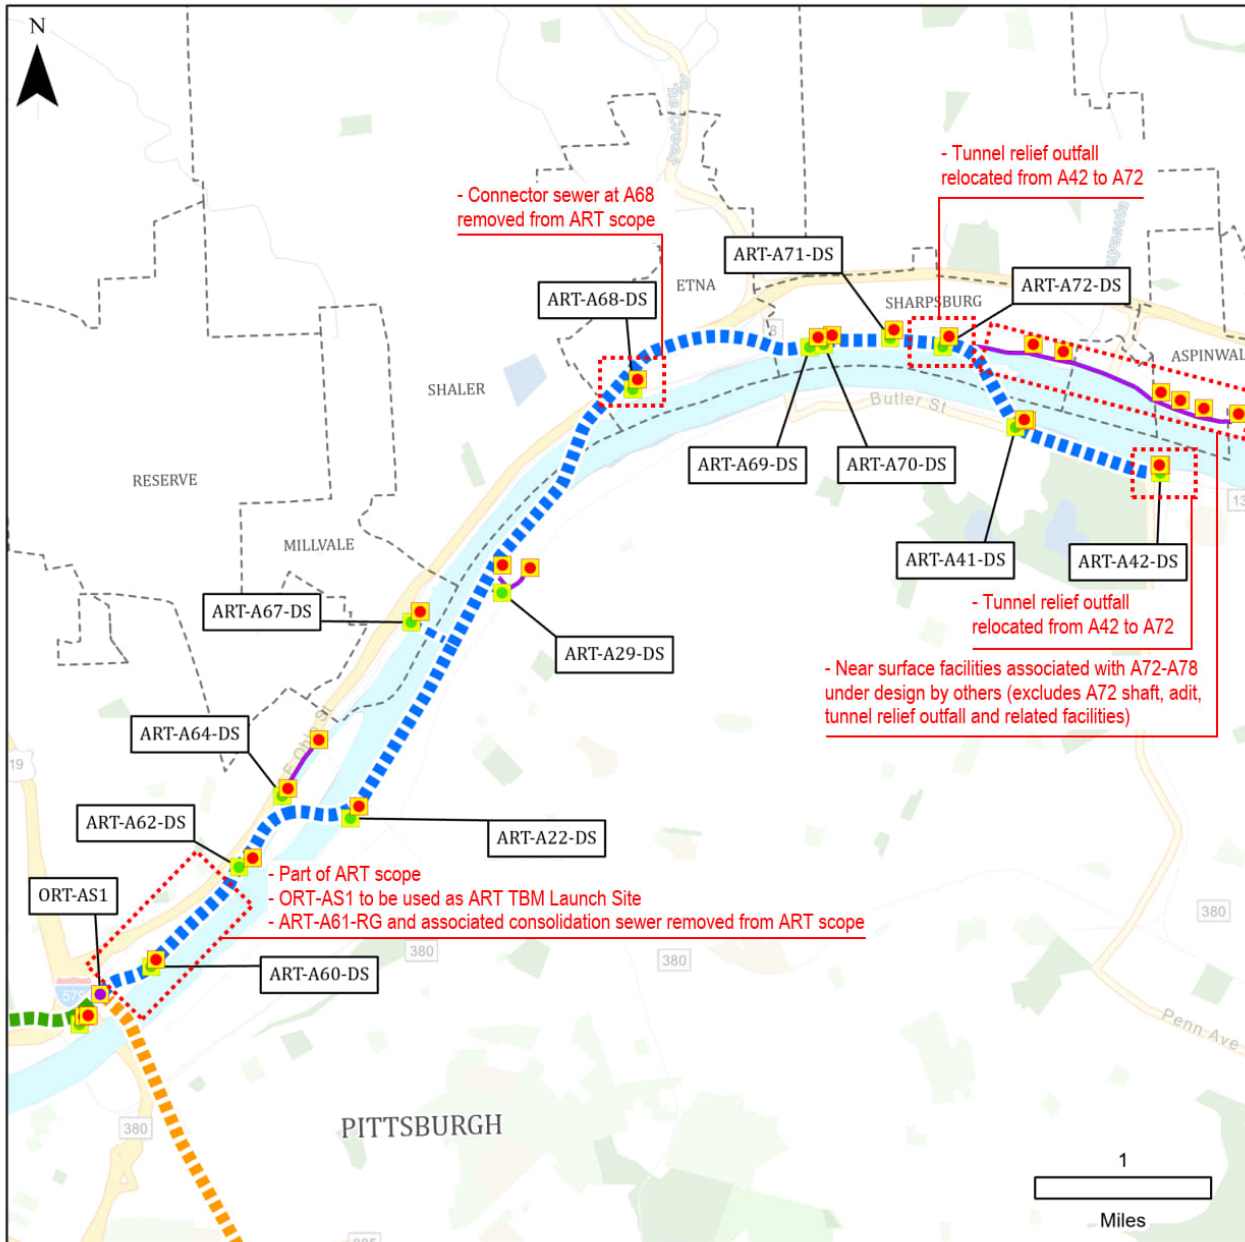 N
- Tunnel relief outfall
relocated from A42 to A72
- Connector sewer at A68
removed from ART scope
ART-A71-DS
ETNA
SHARPSBURG
ART-A72-DS
ART-A68-DS
8
ASPINWAL
SHALER
Butler St
ART-A69-DS
ART-A70-DS
RESERVE
13
MILLVALE
ART-A41-DS
ART-A42-DS
ART-A67-DS
- Tunnel relief outfall
relocated from A42 to A72
ART-A29-DS
- Near surface facilities associated with A72-A78
under design by others (excludes A72 shaft, adit,
tunnel relief outfall and related facilities)
E Ohio St
ART-A64-DS
19
ART-A62-DS
ART-A22-DS
- Part of ART scope
- ORT-AS1 to be used as ART TBM Launch Site
- ART-A61-RG and associated consolidation sewer removed from ART scope
ORT-AS1
380
380
380
ART-A60-DS
579
Penn Ave
380
PITTSBURGH
1
Miles